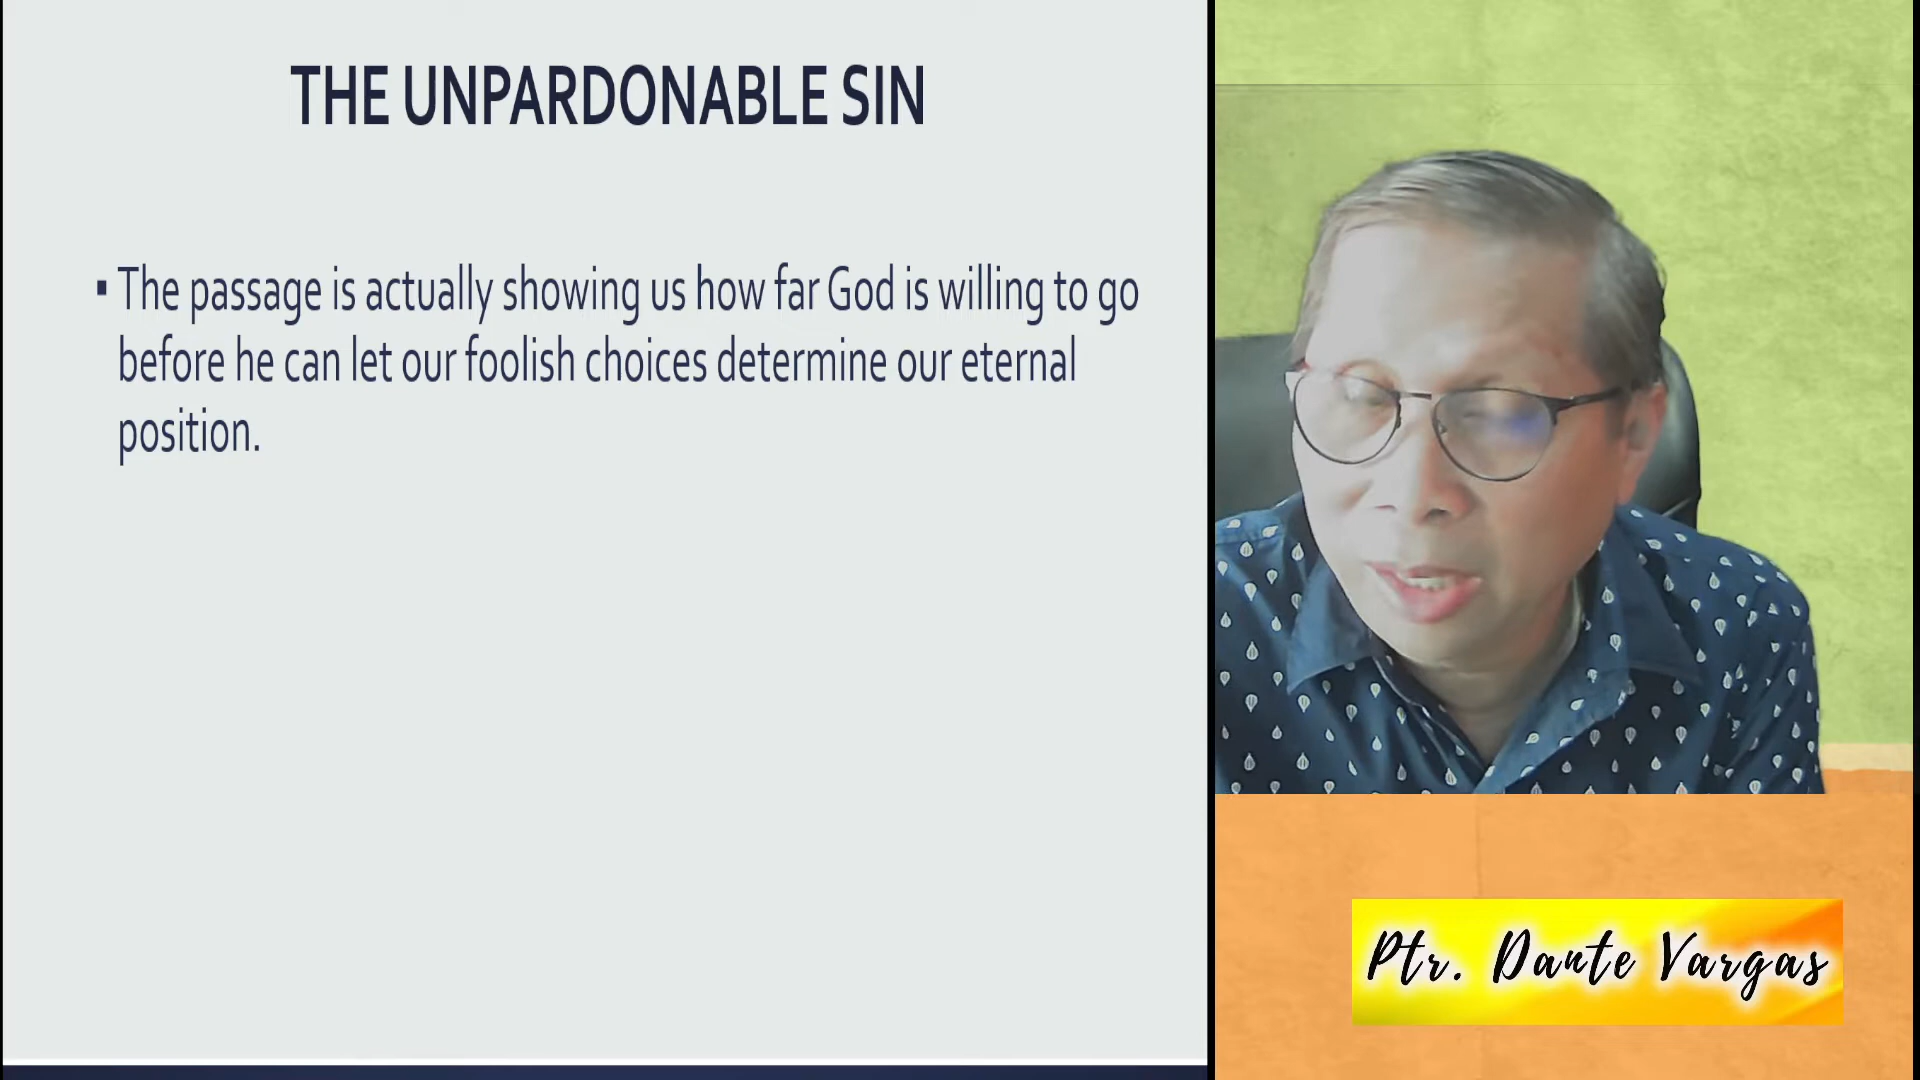 THE UNPARDONABLE SIN
▪ The passage is actually showing us how far God is willing to go
before he can let our foolish choices determine our eternal
position.
Ptr. Dante Vargas